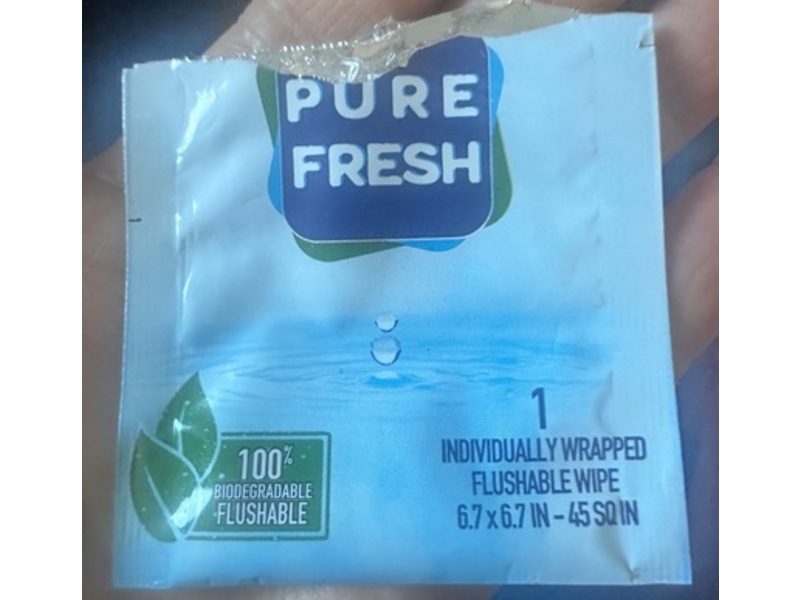 PURE
FRESH
1
INDIVIDUALLY WRAPPED
FLUSHABLE WIPE
6.7 x 6.7 IN - 45 SQ IN
100%
BIODEGRADABLE
FLUSHABLE